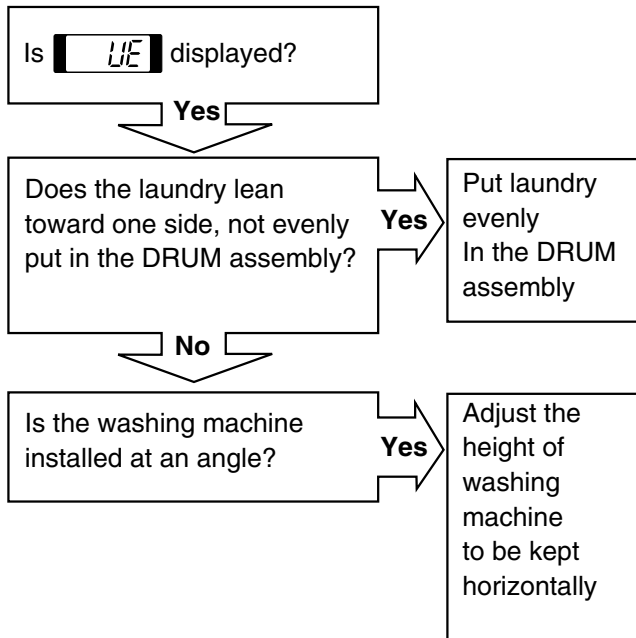 Is UE displayed?
Yes
Does the laundry lean
toward one side, not evenly
put in the DRUM assembly?
Yes
Put laundry
evenly
In the DRUM
assembly
No
Is the washing machine
installed at an angle?
Yes
Adjust the
height of
washing
machine
to be kept
horizontally